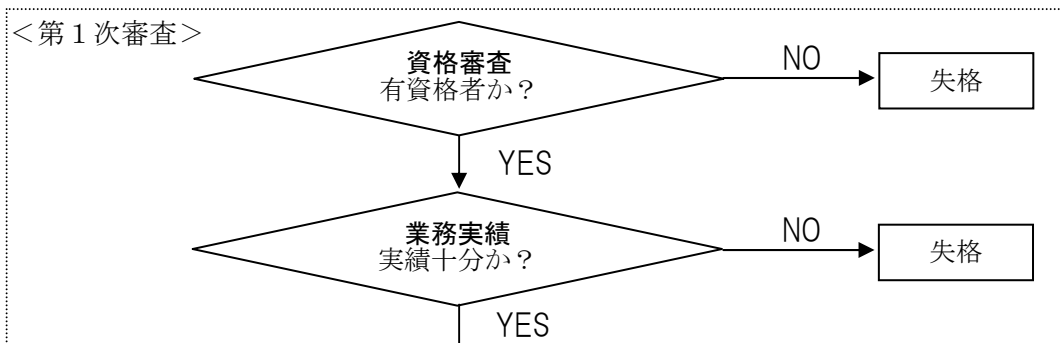 ＜第１次審査＞
資格審査
有資格者か？
NO
失格
YES
業務実績
実績十分か？
NO
失格
YES